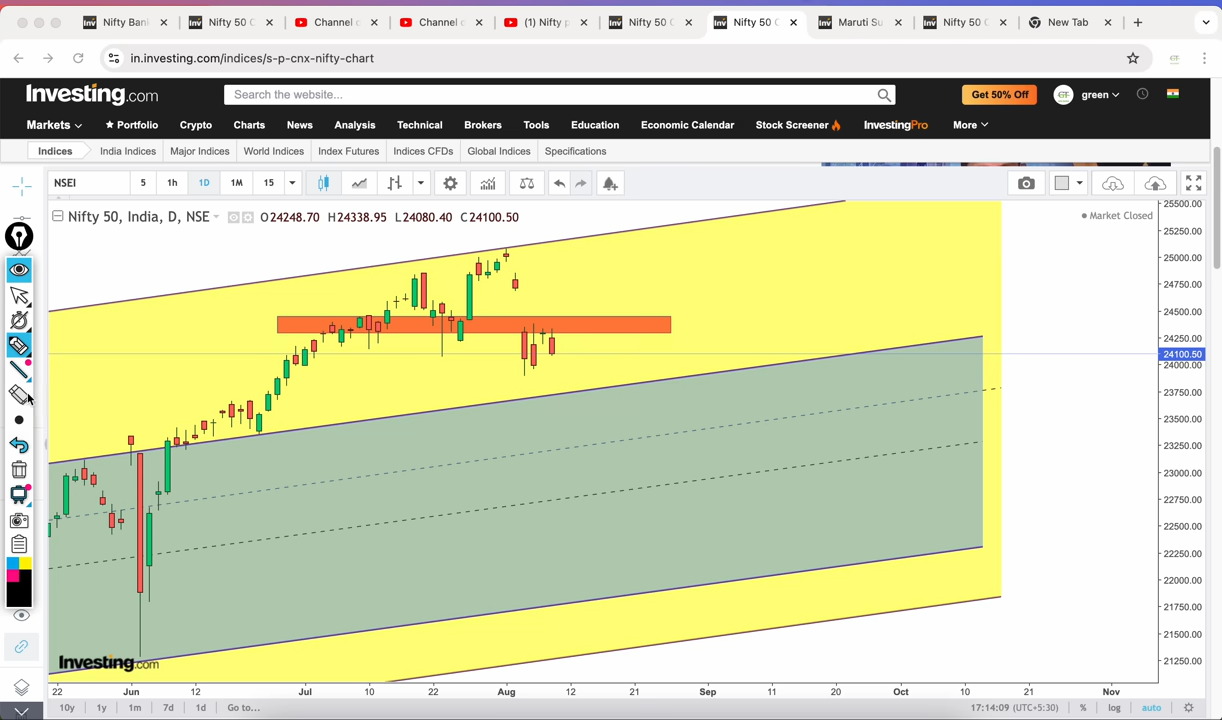 Nifty Bank
Nifty 50 C
Channel c
Channel c
(1) Nifty p
Nifty 50 C
Nifty 50 C
Maruti Su
Nifty 50 C
New Tab
in.investing.com/indices/s-p-cnx-nifty-chart
Investing.com
Search the website...
Get 50% Off
green
Markets
Portfolio
Crypto
Charts
News
Analysis
Technical
Brokers
Tools
Education
Economic Calendar
Stock Screener
InvestingPro
More
Indices
India Indices
Major Indices
World Indices
Index Futures
Indices CFDs
Global Indices
Specifications
NSEI
5
1h
1D
1M
15
Nifty 50, India, D, NSE
O24248.70 H24338.95 L24080.40 C24100.50
Market Closed
25500.00
25250.00
25000.00
24750.00
24500.00
24250.00
24100.50
24000.00
23750.00
23500.00
23250.00
23000.00
22750.00
22500.00
22250.00
22000.00
21750.00
21500.00
21250.00
Investing.com
22
Jun
12
Jul
10
22
Aug
12
21
Sep
11
20
Oct
10
21
Nov
10y
1y
1m
7d
1d
Go to...
17:14:09 (UTC+5:30)
%
log
auto